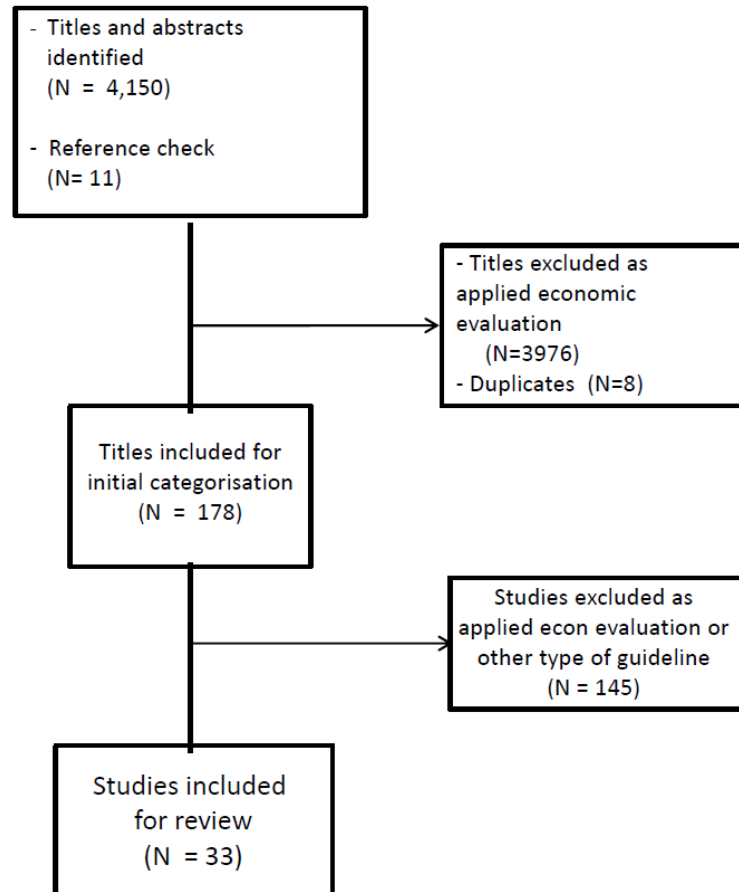 - Titles and abstracts
identified
(N = 4,150)
- Reference check
(N= 11)
- Titles excluded as
applied economic
evaluation
(N=3976)
- Duplicates (N=8)
Titles included for
initial categorisation
(N = 178)
Studies excluded as
applied econ evaluation or
other type of guideline
(N = 145)
Studies included
for review
(N = 33)